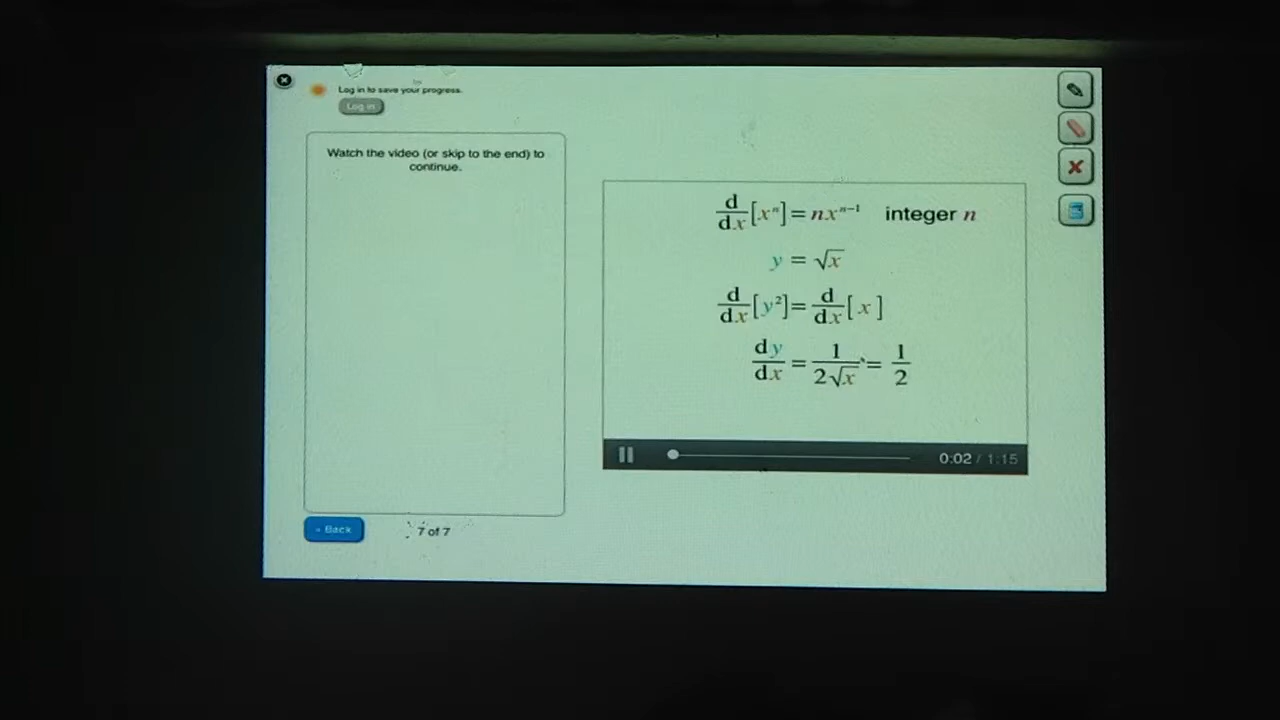 Log in to save your progress.
Log in
Watch the video (or skip to the end) to
continue.
d/dx [xⁿ] = nxⁿ⁻¹ integer n
y = √x
d/dx [y²] = d/dx [x]
dy/dx = 1/(2√x) = 1/2
0:02 / 1:15
« Back
7 of 7